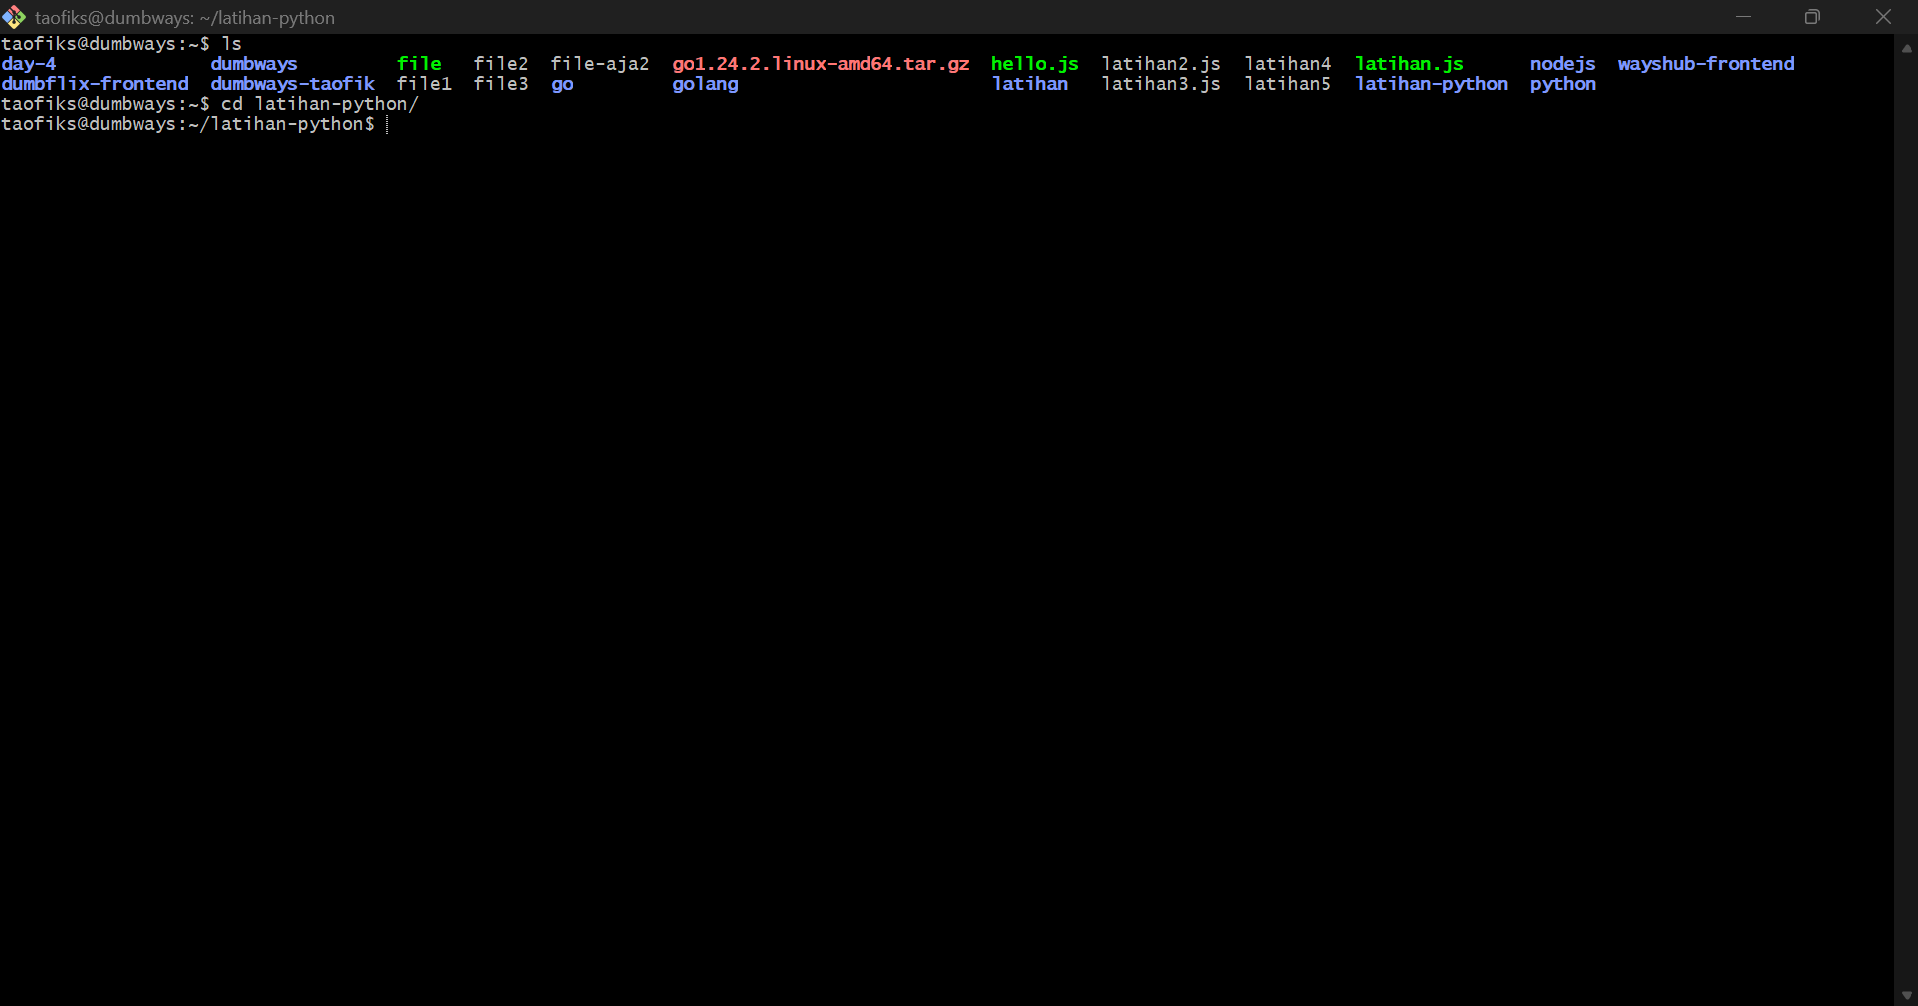 taofiks@dumbways: ~/latihan-python
taofiks@dumbways:~$ ls
day-4 dumbways file file2 file-aja2 go1.24.2.linux-amd64.tar.gz hello.js latihan2.js latihan4 latihan.js nodejs wayshub-frontend
dumbflix-frontend dumbways-taofik file1 file3 go golang latihan latihan3.js latihan5 latihan-python python
taofiks@dumbways:~$ cd latihan-python/
taofiks@dumbways:~/latihan-python$